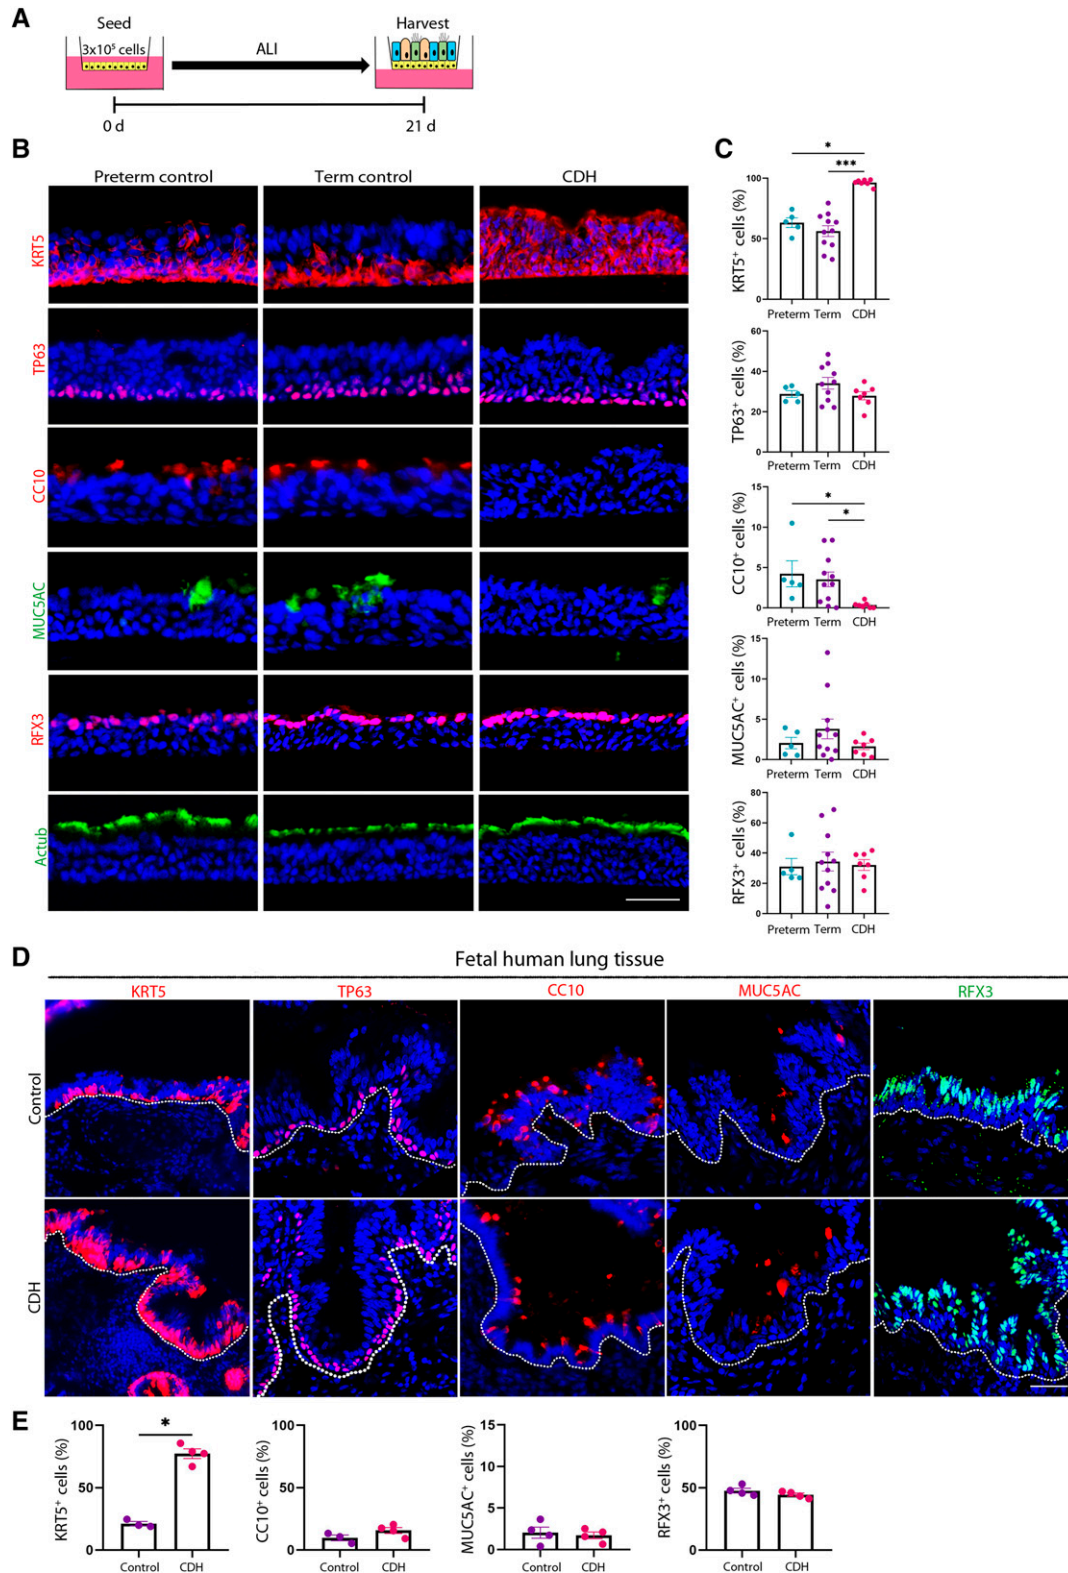 A
Seed
Harvest
3x10⁵ cells
ALI
0 d
21 d
B
Preterm control
Term control
CDH
KRT5
TP63
CC10
MUC5AC
RFX3
Actub
C
*
***
KRT5⁺ cells (%)
100
50
0
Preterm
Term
CDH
TP63⁺ cells (%)
60
40
20
0
Preterm
Term
CDH
*
*
CC10⁺ cells (%)
15
10
5
0
Preterm
Term
CDH
MUC5AC⁺ cells (%)
15
10
5
0
Preterm
Term
CDH
RFX3⁺ cells (%)
80
60
40
20
0
Preterm
Term
CDH
D
Fetal human lung tissue
KRT5
TP63
CC10
MUC5AC
RFX3
Control
CDH
E
KRT5⁺ cells (%)
100
50
0
*
Control
CDH
CC10⁺ cells (%)
100
50
0
Control
CDH
MUC5AC⁺ cells (%)
15
10
5
0
Control
CDH
RFX3⁺ cells (%)
100
50
0
Control
CDH